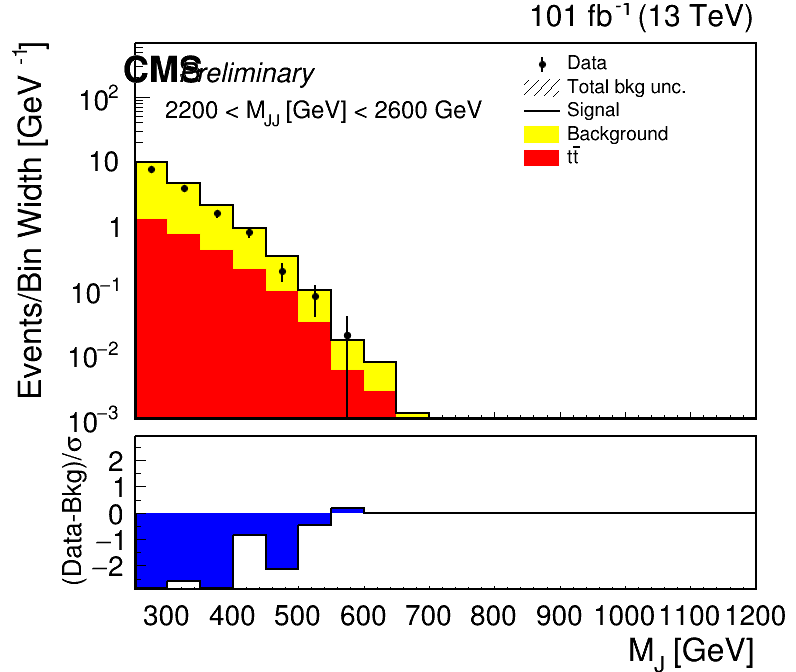 101 fb⁻¹ (13 TeV)
CMS Preliminary
2200 < M_JJ [GeV] < 2600 GeV
Data
Total bkg unc.
Signal
Background
tt̄
Events/Bin Width [GeV⁻¹]
10²
10
1
10⁻¹
10⁻²
10⁻³
(Data-Bkg)/σ
2
1
0
−1
−2
300 400 500 600 700 800 900 1000 1100 1200
M_J [GeV]